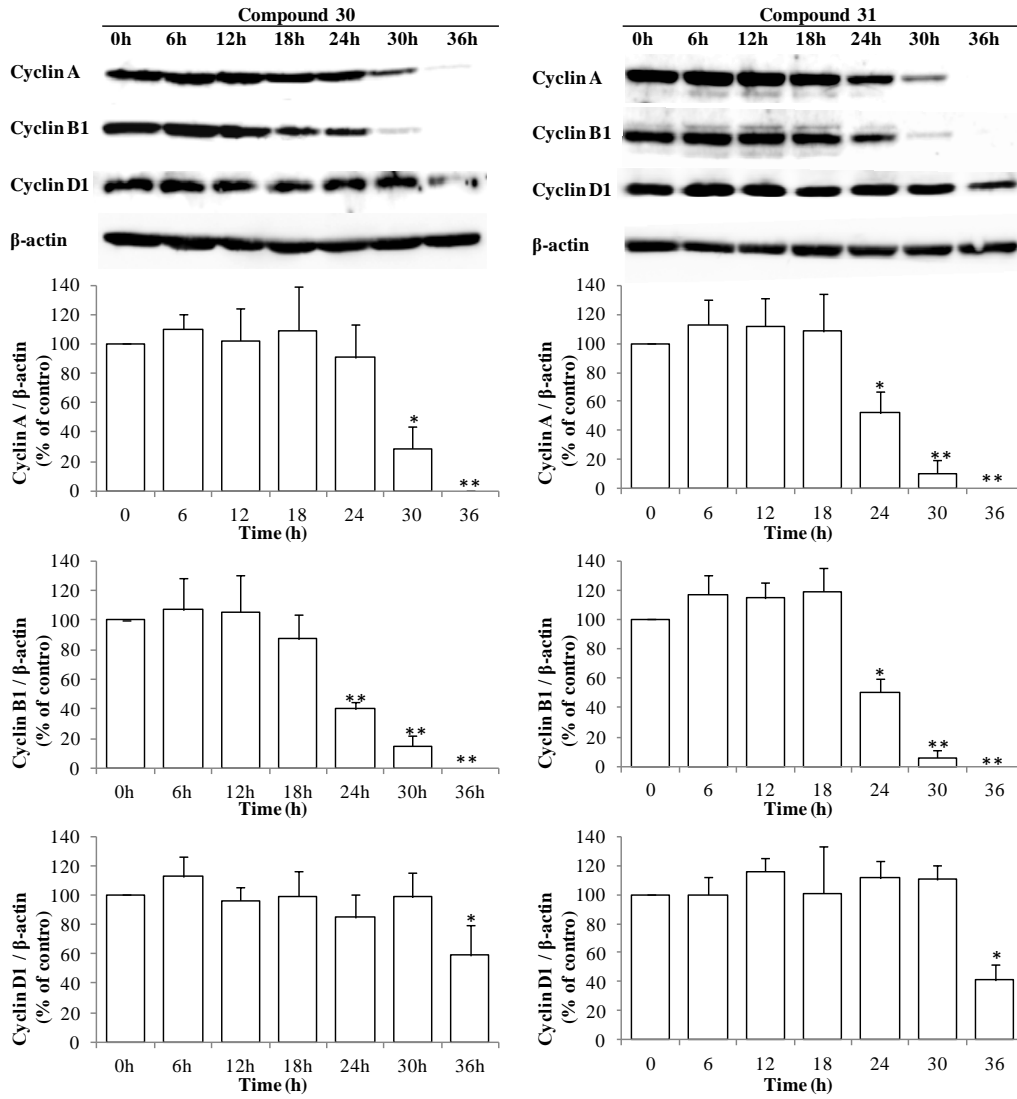 Compound 30
0h 6h 12h 18h 24h 30h 36h
Cyclin A
Cyclin B1
Cyclin D1
β-actin
Compound 31
0h 6h 12h 18h 24h 30h 36h
Cyclin A
Cyclin B1
Cyclin D1
β-actin
Cyclin A / β-actin
(% of contro)
140
120
100
80
60
40
20
0
*
**
0 6 12 18 24 30 36
Time (h)
Cyclin A / β-actin
(% of contro)
140
120
100
80
60
40
20
0
*
**
**
0 6 12 18 24 30 36
Time (h)
Cyclin B1 / β-actin
(% of contro)
140
120
100
80
60
40
20
0
**
**
**
0h 6h 12h 18h 24h 30h 36h
Time (h)
Cyclin B1 / β-actin
(% of contro)
140
120
100
80
60
40
20
0
*
**
**
0 6 12 18 24 30 36
Time (h)
Cyclin D1 / β-actin
(% of contro)
140
120
100
80
60
40
20
0
*
0h 6h 12h 18h 24h 30h 36h
Time (h)
Cyclin D1 / β-actin
(% of contro)
140
120
100
80
60
40
20
0
*
0 6 12 18 24 30 36
Time (h)